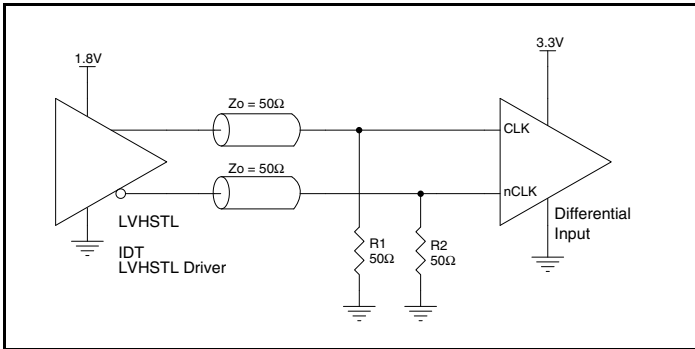 1.8V
3.3V
Zo = 50Ω
CLK
Zo = 50Ω
nCLK
LVHSTL
IDT
LVHSTL Driver
R1
50Ω
R2
50Ω
Differential
Input